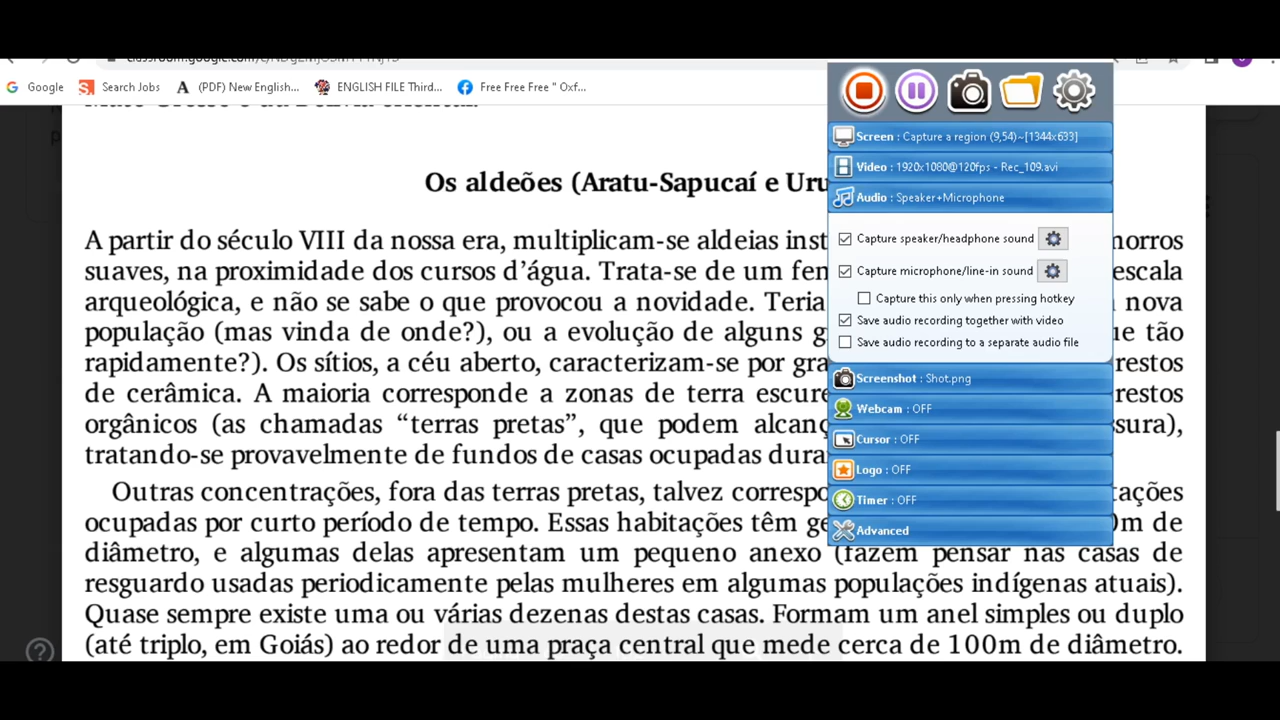 Google Search Jobs (PDF) New English... ENGLISH FILE Third... Free Free Free " Oxf...
Os aldeões (Aratu-Sapucaí e Uru
A partir do século VIII da nossa era, multiplicam-se aldeias inst morros
suaves, na proximidade dos cursos d’água. Trata-se de um fen escala
arqueológica, e não se sabe o que provocou a novidade. Teria nova
população (mas vinda de onde?), ou a evolução de alguns g ue tão
rapidamente?). Os sítios, a céu aberto, caracterizam-se por gra restos
de cerâmica. A maioria corresponde a zonas de terra escure restos
orgânicos (as chamadas “terras pretas”, que podem alcanç ssura),
tratando-se provavelmente de fundos de casas ocupadas dura
Outras concentrações, fora das terras pretas, talvez correspo tações
ocupadas por curto período de tempo. Essas habitações têm ge 0m de
diâmetro, e algumas delas apresentam um pequeno anexo (fazem pensar nas casas de
resguardo usadas periodicamente pelas mulheres em algumas populações indígenas atuais).
Quase sempre existe uma ou várias dezenas destas casas. Formam um anel simples ou duplo
(até triplo, em Goiás) ao redor de uma praça central que mede cerca de 100m de diâmetro.
Screen : Capture a region (9,54)~[1344x633]
Video : 1920x1080@120fps - Rec_109.avi
Audio : Speaker+Microphone
Capture speaker/headphone sound
Capture microphone/line-in sound
Capture this only when pressing hotkey
Save audio recording together with video
Save audio recording to a separate audio file
Screenshot : Shot.png
Webcam : OFF
Cursor : OFF
Logo : OFF
Timer : OFF
Advanced